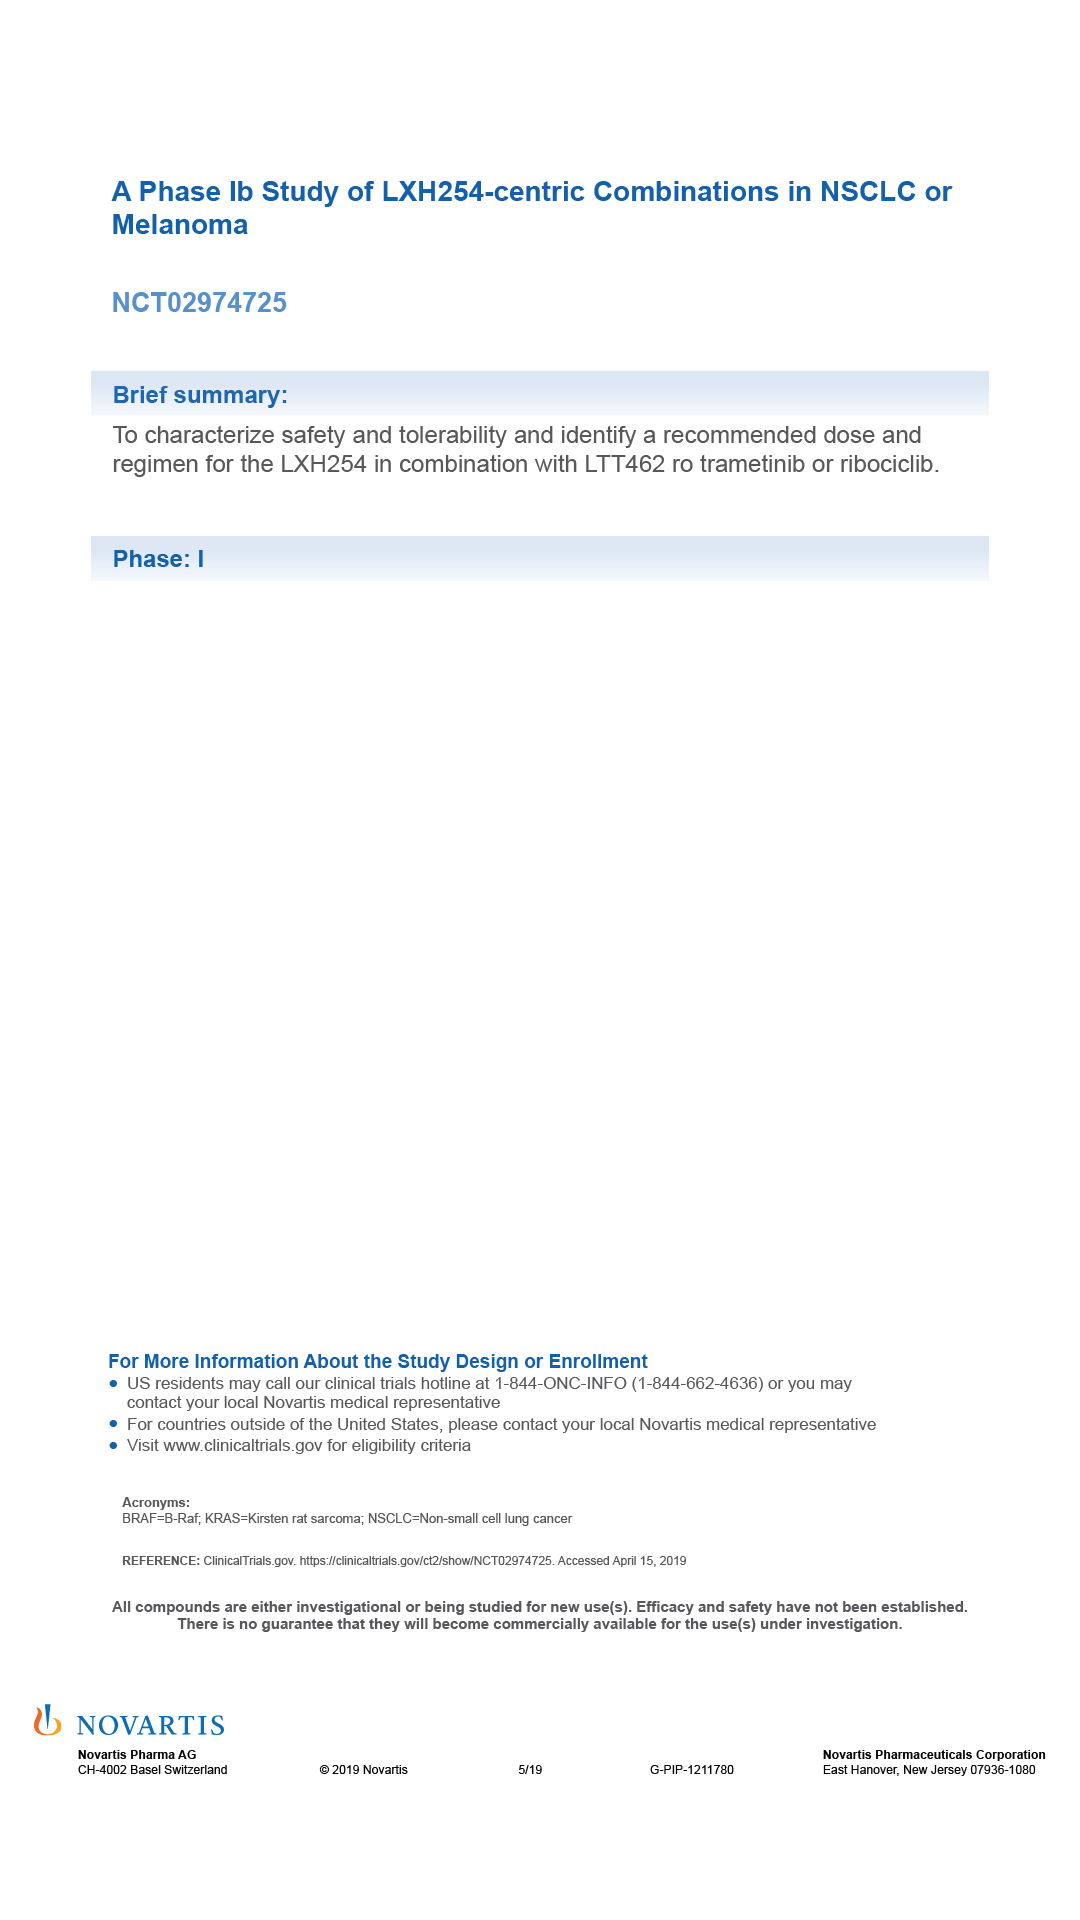 A Phase Ib Study of LXH254-centric Combinations in NSCLC or
Melanoma
NCT02974725
Brief summary:
To characterize safety and tolerability and identify a recommended dose and
regimen for the LXH254 in combination with LTT462 ro trametinib or ribociclib.
Phase: I
For More Information About the Study Design or Enrollment
• US residents may call our clinical trials hotline at 1-844-ONC-INFO (1-844-662-4636) or you may
contact your local Novartis medical representative
• For countries outside of the United States, please contact your local Novartis medical representative
• Visit www.clinicaltrials.gov for eligibility criteria
Acronyms:
BRAF=B-Raf; KRAS=Kirsten rat sarcoma; NSCLC=Non-small cell lung cancer
REFERENCE: ClinicalTrials.gov. https://clinicaltrials.gov/ct2/show/NCT02974725. Accessed April 15, 2019
All compounds are either investigational or being studied for new use(s). Efficacy and safety have not been established.
There is no guarantee that they will become commercially available for the use(s) under investigation.
NOVARTIS
Novartis Pharma AG
CH-4002 Basel Switzerland
© 2019 Novartis
5/19
G-PIP-1211780
Novartis Pharmaceuticals Corporation
East Hanover, New Jersey 07936-1080